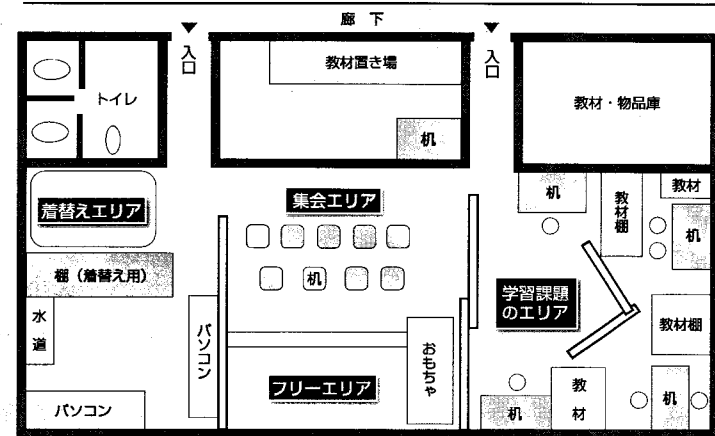 廊下
入口
入口
トイレ
教材置き場
机
教材・物品庫
着替えエリア
集会エリア
机
教材棚
教材
机
棚（着替え用）
机
学習課題
のエリア
水道
パソコン
おもちゃ
教材棚
フリーエリア
パソコン
机
教材
机